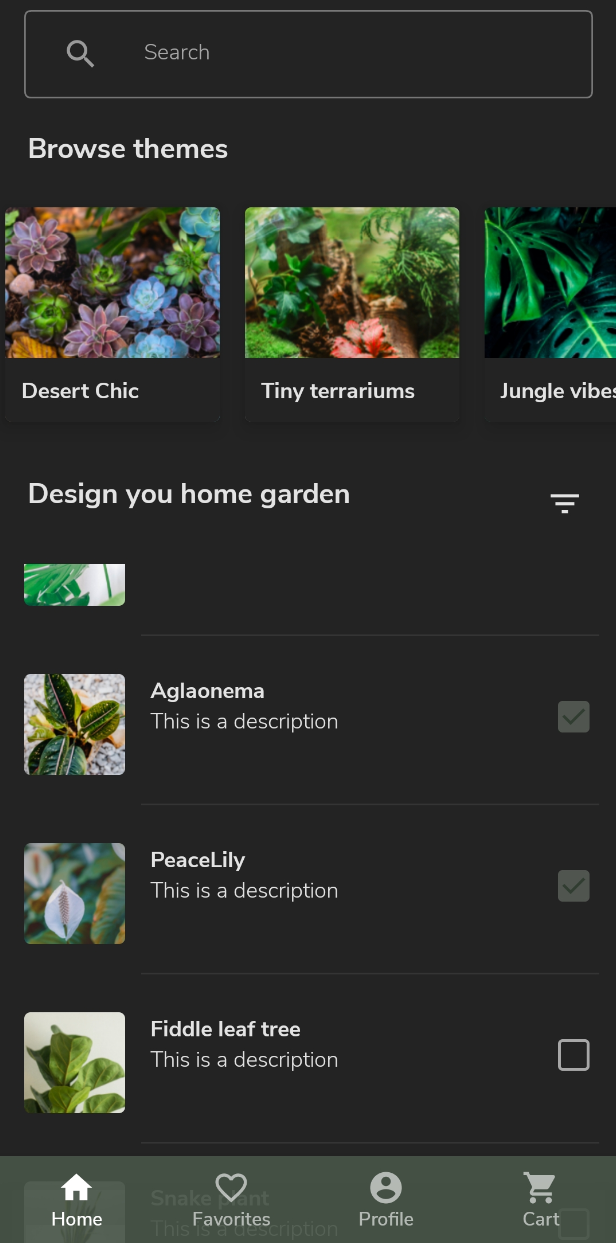 Search
Browse themes
Desert Chic
Tiny terrariums
Jungle vibes
Design you home garden
Aglaonema
This is a description
PeaceLily
This is a description
Fiddle leaf tree
This is a description
Snake plant
This is a description
Home
Favorites
Profile
Cart